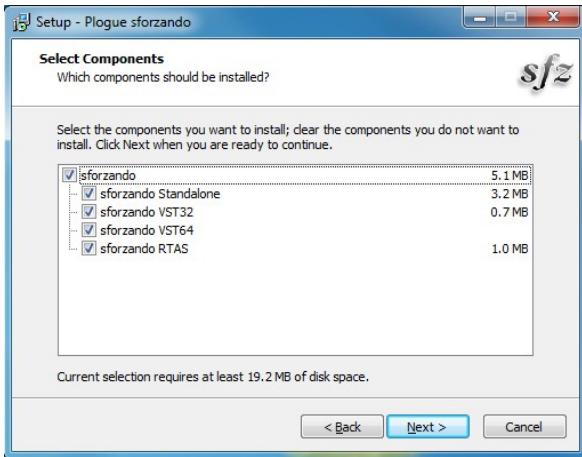 Setup - Plogue sforzando
Select Components
Which components should be installed?
sfz
Select the components you want to install; clear the components you do not want to
install. Click Next when you are ready to continue.
sforzando 5.1 MB
sforzando Standalone 3.2 MB
sforzando VST32 0.7 MB
sforzando VST64
sforzando RTAS 1.0 MB
Current selection requires at least 19.2 MB of disk space.
< Back Next > Cancel